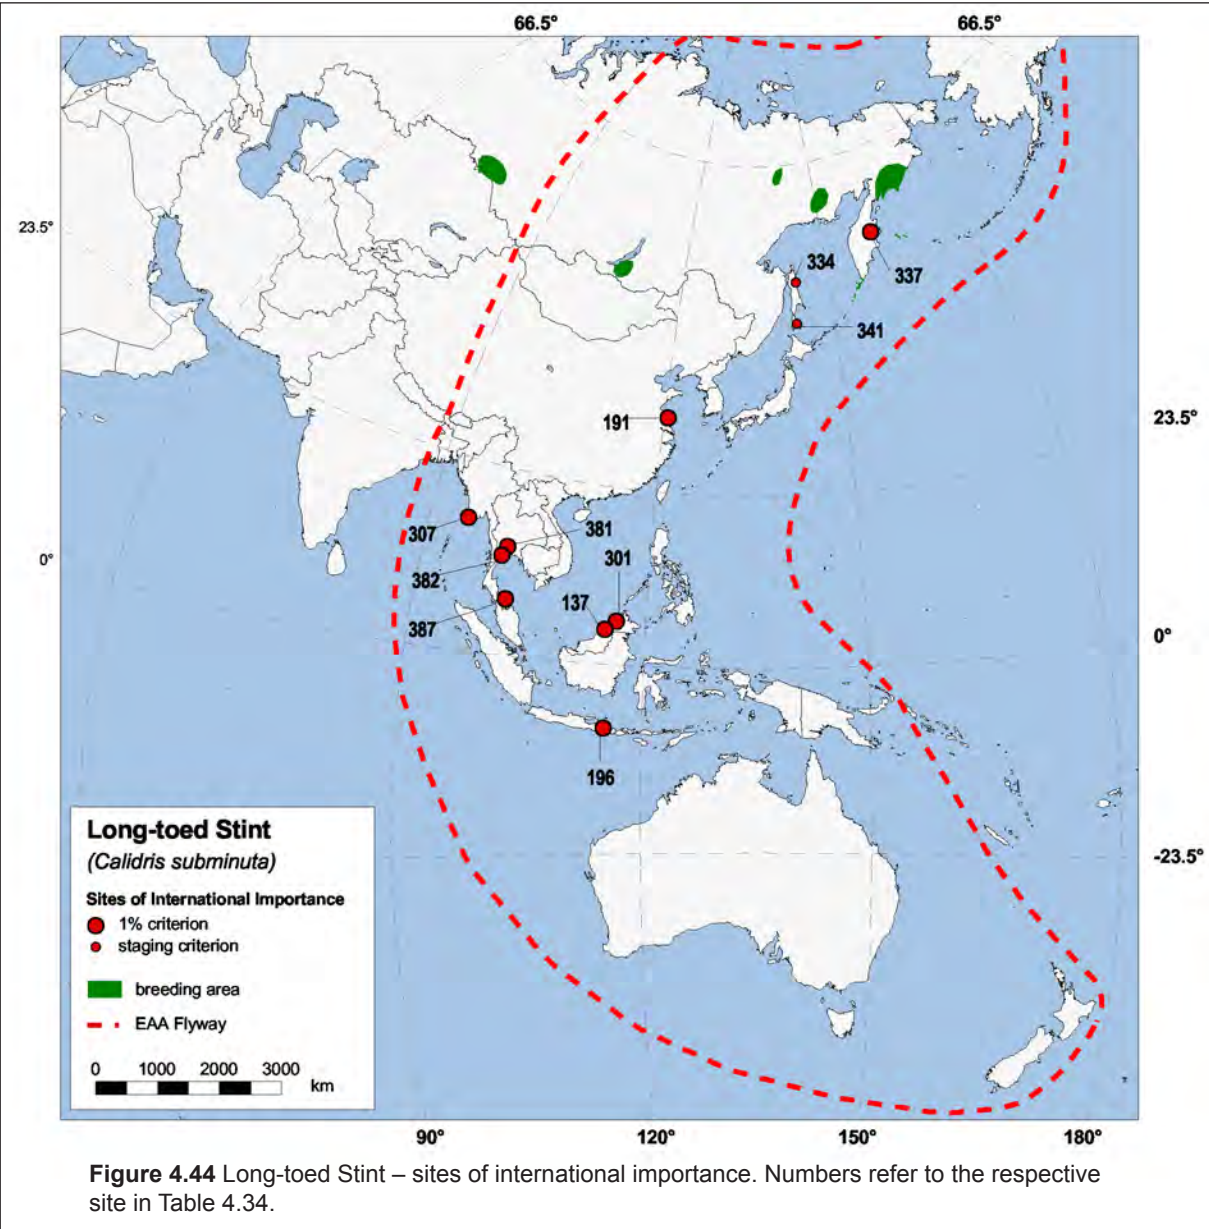 66.5°
66.5°
23.5°
334
337
341
191
23.5°
307
381
301
0°
382
137
387
0°
196
Long-toed Stint
(Calidris subminuta)
-23.5°
Sites of International Importance
1% criterion
staging criterion
breeding area
EAA Flyway
0 1000 2000 3000
km
90°
120°
150°
180°
Figure 4.44 Long-toed Stint – sites of international importance. Numbers refer to the respective
site in Table 4.34.